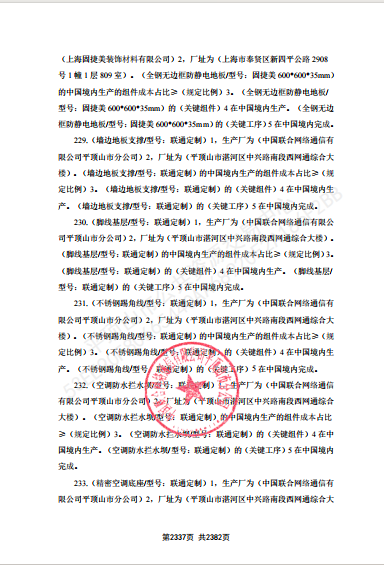 （上海固捷美装饰材料有限公司）2，厂址为（上海市奉贤区新四平公路2908
号1幢1层809室）。（全钢无边框防静电地板/型号：固捷美600*600*35mm）
的中国境内生产的组件成本占比≥（规定比例）3。（全钢无边框防静电地板/
型号：固捷美600*600*35mm）的（关键组件）4在中国境内生产。（全钢无边
框防静电地板/型号：固捷美600*600*35mm）的（关键工序）5在中国境内完成。
229.（墙边地板支撑/型号：联通定制）1，生产厂为（中国联合网络通信有
限公司平顶山市分公司）2，厂址为（平顶山市湛河区中兴路南段西网通综合大
楼）。（墙边地板支撑/型号：联通定制）的中国境内生产的组件成本占比≥（规
定比例）3。（墙边地板支撑/型号：联通定制）的（关键组件）4在中国境内生
产。（墙边地板支撑/型号：联通定制）的（关键工序）5在中国境内完成。
230.（脚线基层/型号：联通定制）1，生产厂为（中国联合网络通信有限公
司平顶山市分公司）2，厂址为（平顶山市湛河区中兴路南段西网通综合大楼）。
（脚线基层/型号：联通定制）的中国境内生产的组件成本占比≥（规定比例）3。
（脚线基层/型号：联通定制）的（关键组件）4在中国境内生产。（脚线基层/
型号：联通定制）的（关键工序）5在中国境内完成。
231.（不锈钢踢角线/型号：联通定制）1，生产厂为（中国联合网络通信有
限公司平顶山市分公司）2，厂址为（平顶山市湛河区中兴路南段西网通综合大
楼）。（不锈钢踢角线/型号：联通定制）的中国境内生产的组件成本占比≥（规
定比例）3。（不锈钢踢角线/型号：联通定制）的（关键组件）4在中国境内生
产。（不锈钢踢角线/型号：联通定制）的（关键工序）5在中国境内完成。
232.（空调防水拦水坝/型号：联通定制）1，生产厂为（中国联合网络通信
有限公司平顶山市分公司）2，厂址为（平顶山市湛河区中兴路南段西网通综合
大楼）。（空调防水拦水坝/型号：联通定制）的中国境内生产的组件成本占比
≥（规定比例）3。（空调防水拦水坝/型号：联通定制）的（关键组件）4在中
国境内生产。（空调防水拦水坝/型号：联通定制）的（关键工序）5在中国境内
完成。
233.（精密空调底座/型号：联通定制）1，生产厂为（中国联合网络通信有
限公司平顶山市分公司）2，厂址为（平顶山市湛河区中兴路南段西网通综合大
第2337页 共2382页